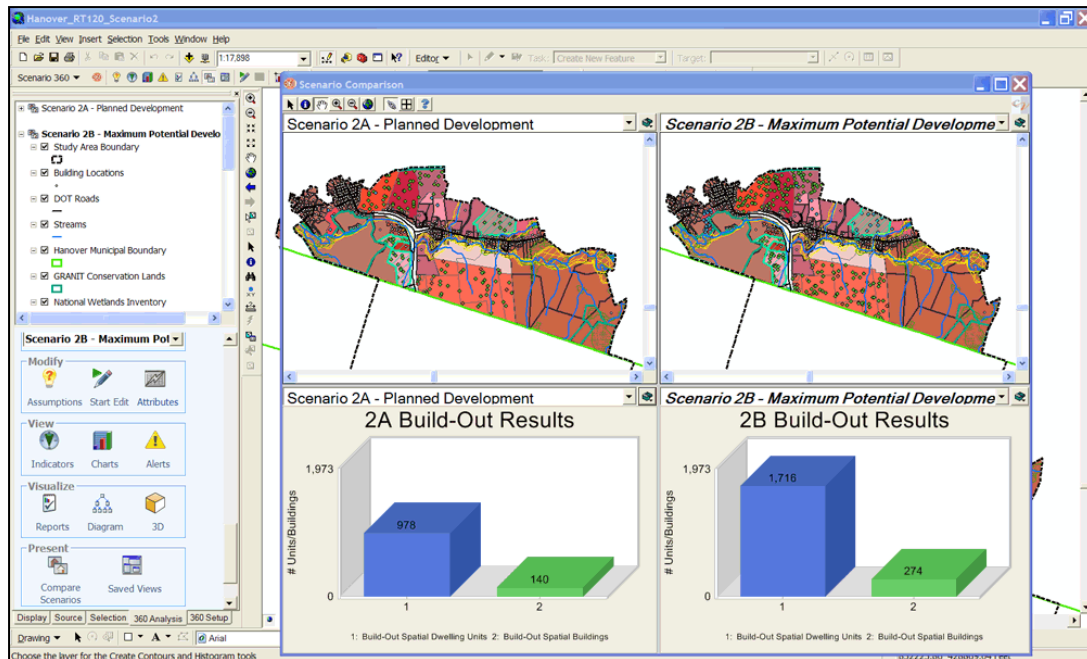 Hanover_RT120_Scenario2
File Edit View Insert Selection Tools Window Help
1:17,898 Editor Task: Create New Feature Target:
Scenario 360
Scenario Comparison
Scenario 2A - Planned Development
Scenario 2B - Maximum Potential Develo
Study Area Boundary
Building Locations
DOT Roads
Streams
Hanover Municipal Boundary
GRANIT Conservation Lands
National Wetlands Inventory
Scenario 2B - Maximum Pot
Modify
Assumptions Start Edit Attributes
View
Indicators Charts Alerts
Visualize
Reports Diagram 3D
Present
Compare Scenarios
Saved Views
Display Source Selection 360 Analysis 360 Setup
Drawing A Arial
Choose the layer for the Create Contours and Histogram tools
Scenario 2A - Planned Development
Scenario 2B - Maximum Potential Developme
Scenario 2A - Planned Development
2A Build-Out Results
# Units/Buildings
1,973
978
140
0
1 2
1: Build-Out Spatial Dwelling Units 2: Build-Out Spatial Buildings
Scenario 2B - Maximum Potential Developme
2B Build-Out Results
# Units/Buildings
1,973
1,716
274
0
1 2
1: Build-Out Spatial Dwelling Units 2: Build-Out Spatial Buildings